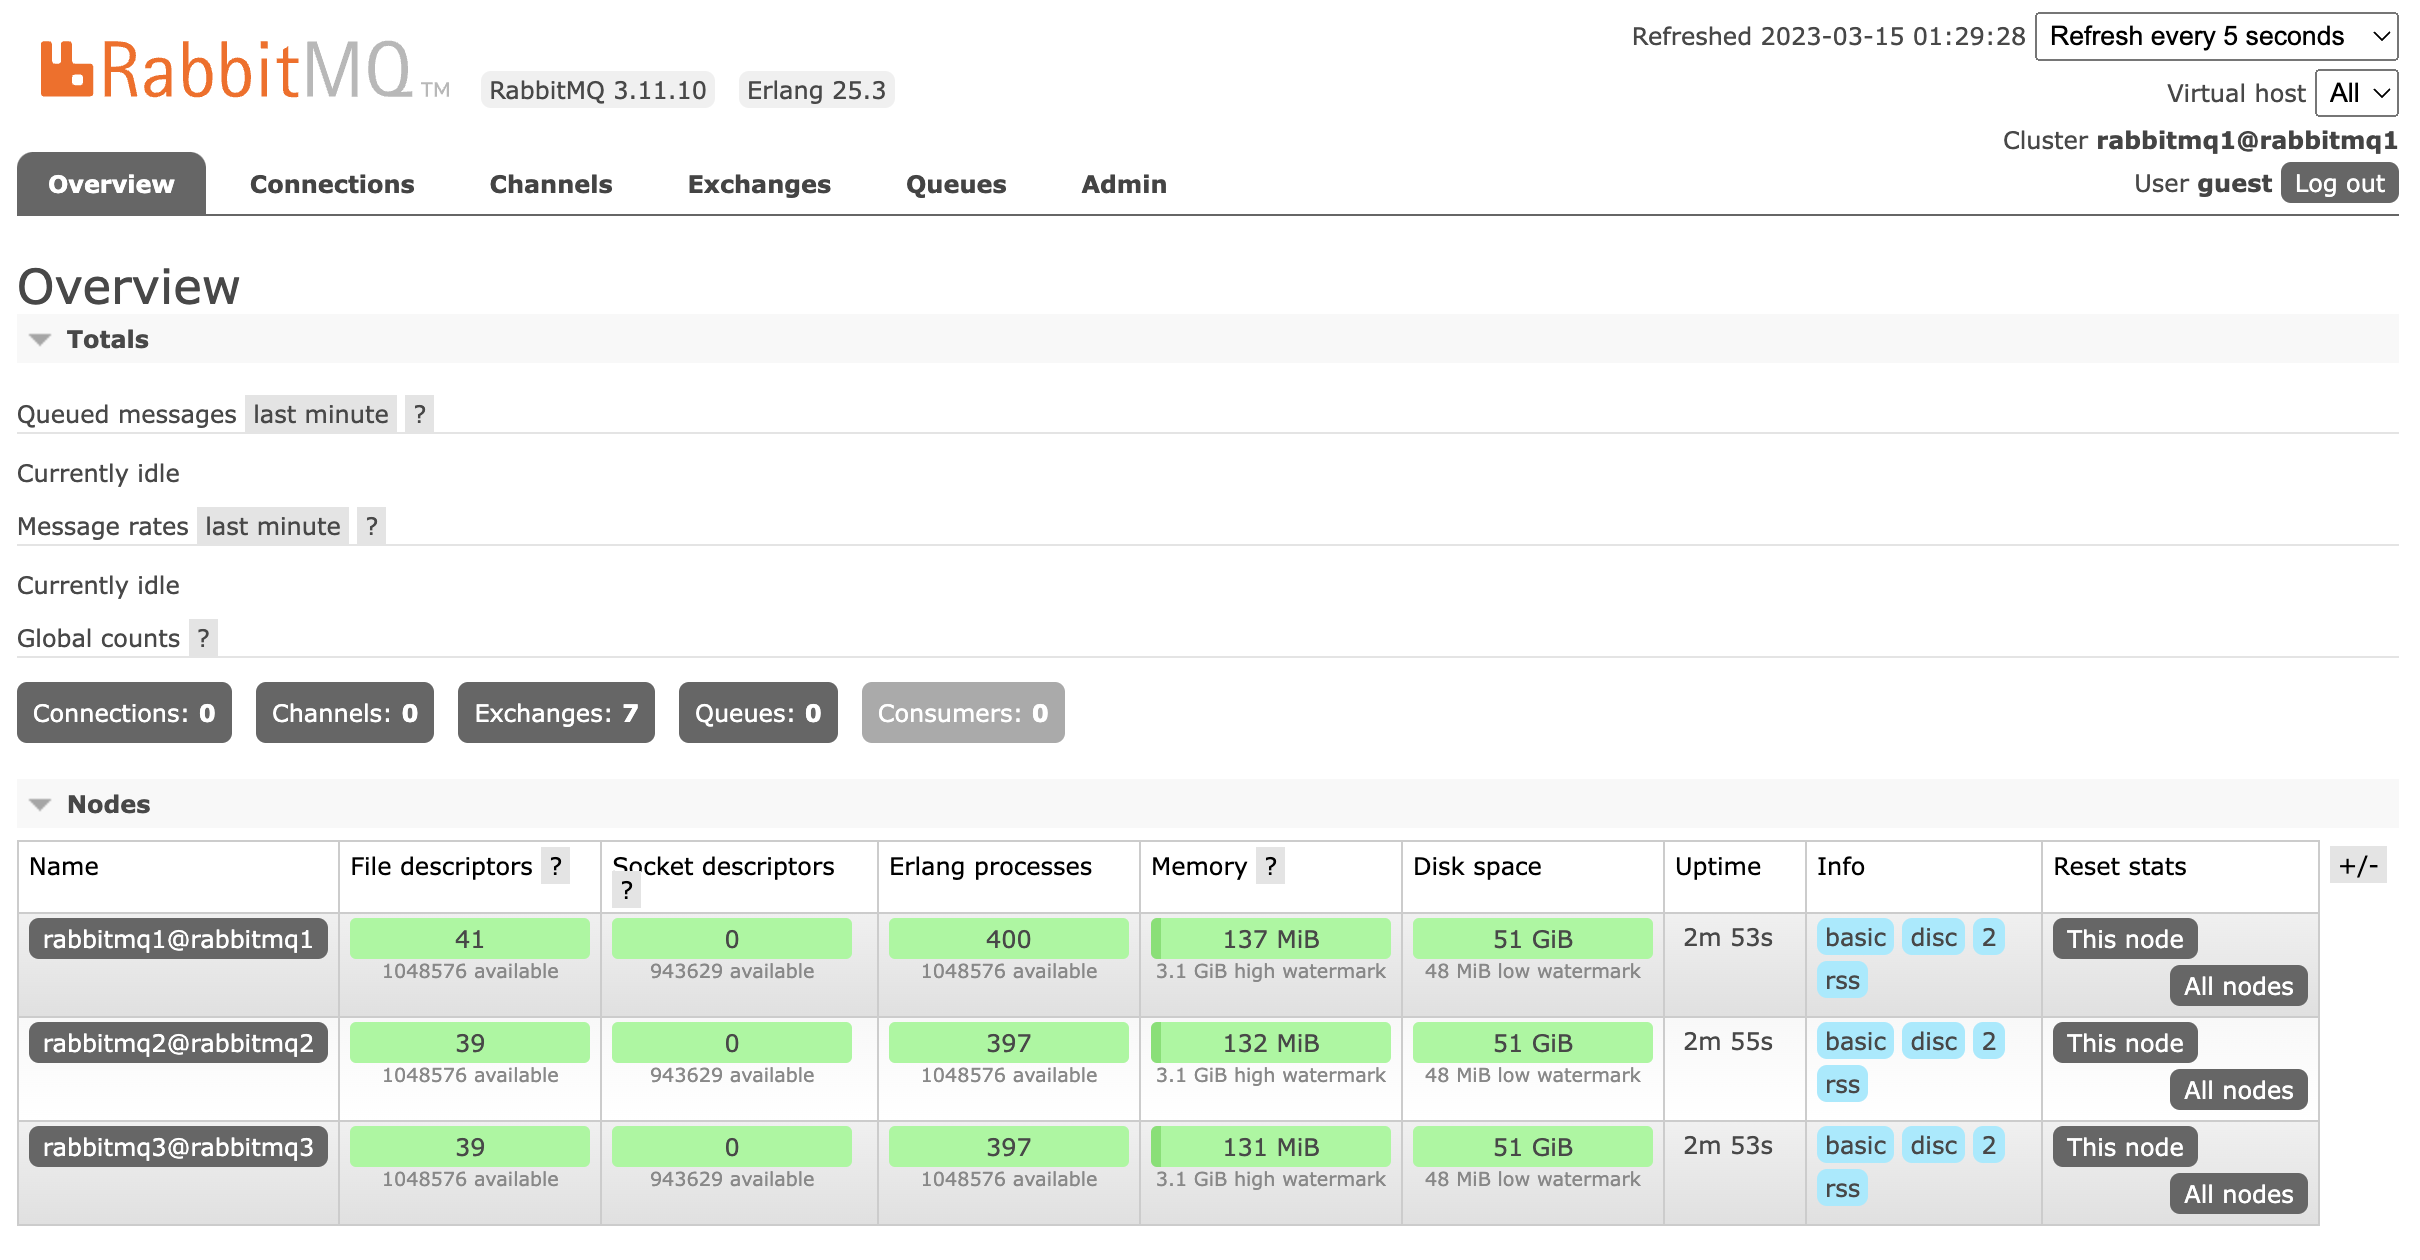 Refreshed 2023-03-15 01:29:28 Refresh every 5 seconds
RabbitMQ TM RabbitMQ 3.11.10 Erlang 25.3
Virtual host All
Cluster rabbitmq1@rabbitmq1
User guest Log out
Overview Connections Channels Exchanges Queues Admin
Overview
Totals
Queued messages last minute ?
Currently idle
Message rates last minute ?
Currently idle
Global counts ?
Connections: 0 Channels: 0 Exchanges: 7 Queues: 0 Consumers: 0
Nodes
Name File descriptors ? Socket descriptors ? Erlang processes Memory ? Disk space Uptime Info Reset stats +/-
rabbitmq1@rabbitmq1 41 0 400 137 MiB 51 GiB 2m 53s basic disc 2 This node
1048576 available 943629 available 1048576 available 3.1 GiB high watermark 48 MiB low watermark rss All nodes
rabbitmq2@rabbitmq2 39 0 397 132 MiB 51 GiB 2m 55s basic disc 2 This node
1048576 available 943629 available 1048576 available 3.1 GiB high watermark 48 MiB low watermark rss All nodes
rabbitmq3@rabbitmq3 39 0 397 131 MiB 51 GiB 2m 53s basic disc 2 This node
1048576 available 943629 available 1048576 available 3.1 GiB high watermark 48 MiB low watermark rss All nodes